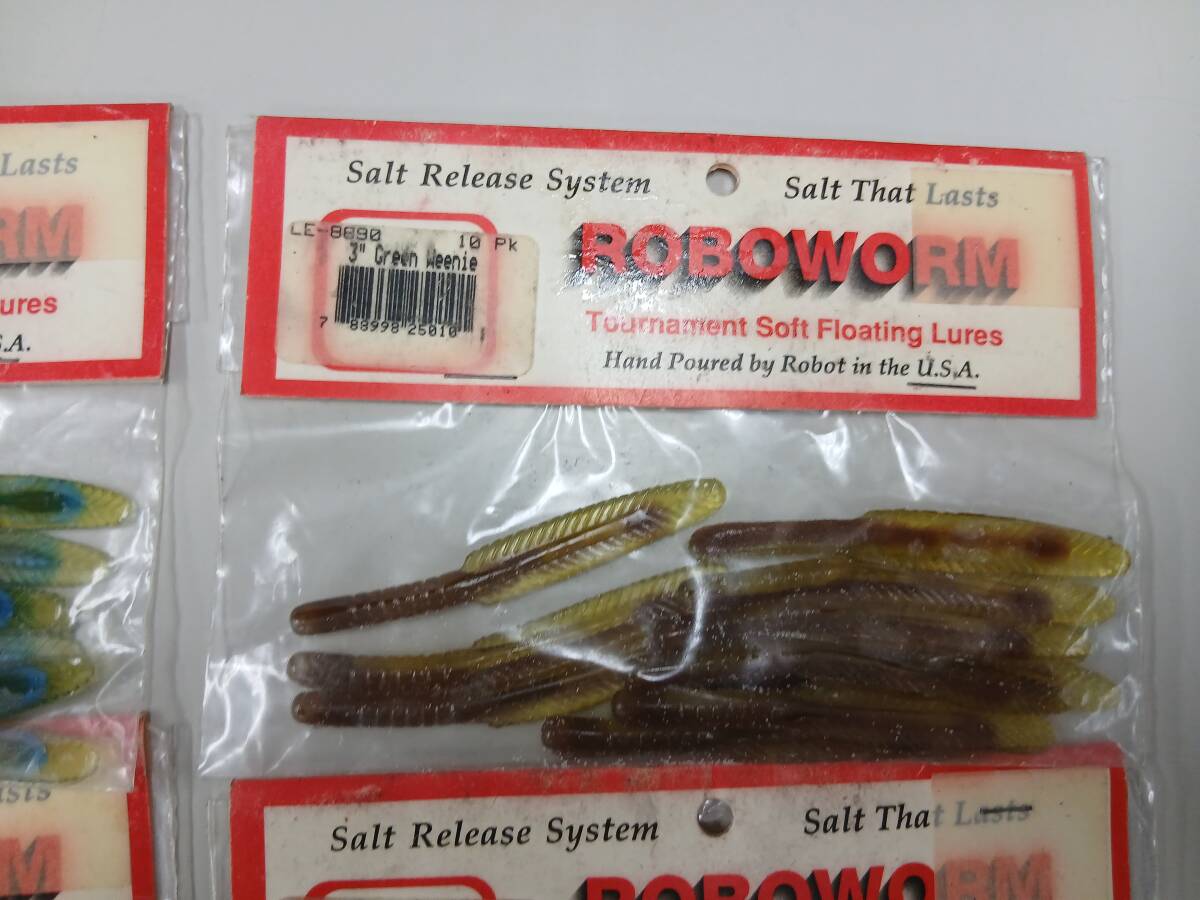 Lasts
RM
ures
S.A.
Salt Release System
Salt That Lasts
LE-8890
10 Pk
3" Green Weenie
7 83998 25010
ROBOWORM
Tournament Soft Floating Lures
Hand Poured by Robot in the U.S.A.
asts
RM
Salt Release System
Salt That Lasts
ROBOWORM